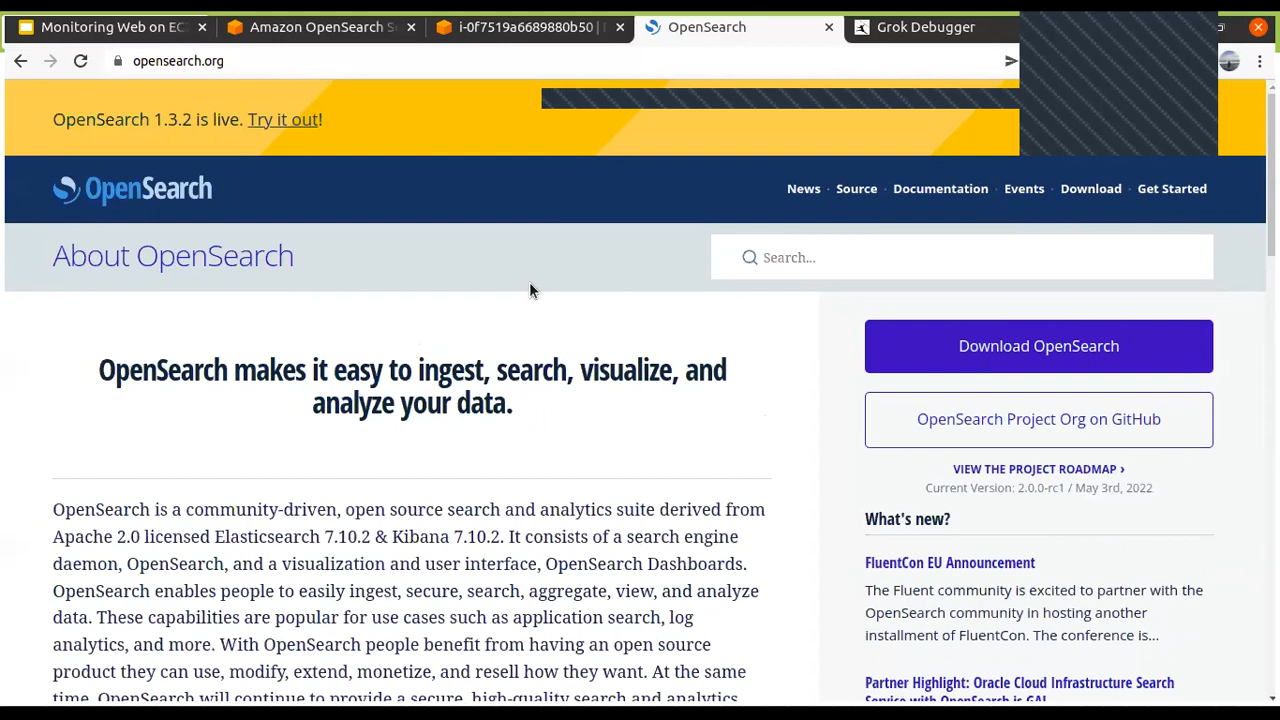 Monitoring Web on EC
Amazon OpenSearch S
i-0f7519a6689880b50 |
OpenSearch
Grok Debugger
opensearch.org
OpenSearch 1.3.2 is live. Try it out!
OpenSearch
News · Source · Documentation · Events · Download · Get Started
About OpenSearch
Search...
OpenSearch makes it easy to ingest, search, visualize, and
analyze your data.
OpenSearch is a community-driven, open source search and analytics suite derived from
Apache 2.0 licensed Elasticsearch 7.10.2 & Kibana 7.10.2. It consists of a search engine
daemon, OpenSearch, and a visualization and user interface, OpenSearch Dashboards.
OpenSearch enables people to easily ingest, secure, search, aggregate, view, and analyze
data. These capabilities are popular for use cases such as application search, log
analytics, and more. With OpenSearch people benefit from having an open source
product they can use, modify, extend, monetize, and resell how they want. At the same
time, OpenSearch will continue to provide a secure, high-quality search and analytics
Download OpenSearch
OpenSearch Project Org on GitHub
VIEW THE PROJECT ROADMAP ›
Current Version: 2.0.0-rc1 / May 3rd, 2022
What's new?
FluentCon EU Announcement
The Fluent community is excited to partner with the
OpenSearch community in hosting another
installment of FluentCon. The conference is...
Partner Highlight: Oracle Cloud Infrastructure Search
Service with OpenSearch is GA!